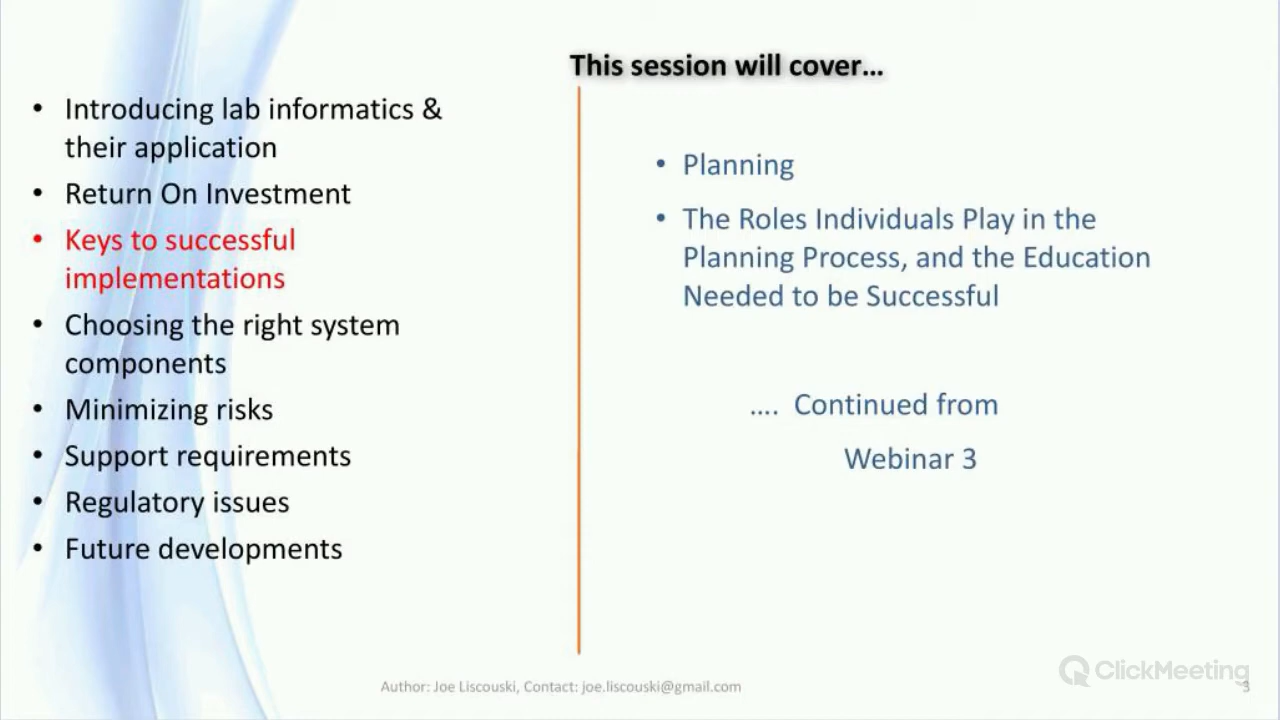 This session will cover...
• Introducing lab informatics &
their application
• Return On Investment
• Keys to successful
implementations
• Choosing the right system
components
• Minimizing risks
• Support requirements
• Regulatory issues
• Future developments
• Planning
• The Roles Individuals Play in the
Planning Process, and the Education
Needed to be Successful
.... Continued from
Webinar 3
Author: Joe Liscouski, Contact: joe.liscouski@gmail.com
ClickMeeting
3